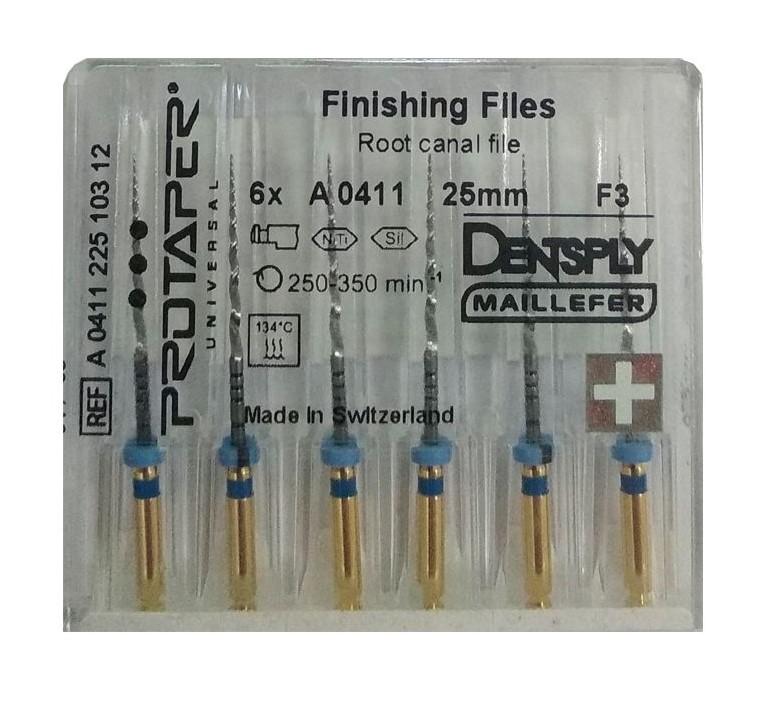 Finishing Files
Root canal file
6x A 0411 25mm F3
NiTi Sil
250-350 min⁻¹
134°C
DENSPLY
MAILLEFER
Made In Switzerland
PROTAPER®
UNIVERSAL
REF A 0411 225 103 12